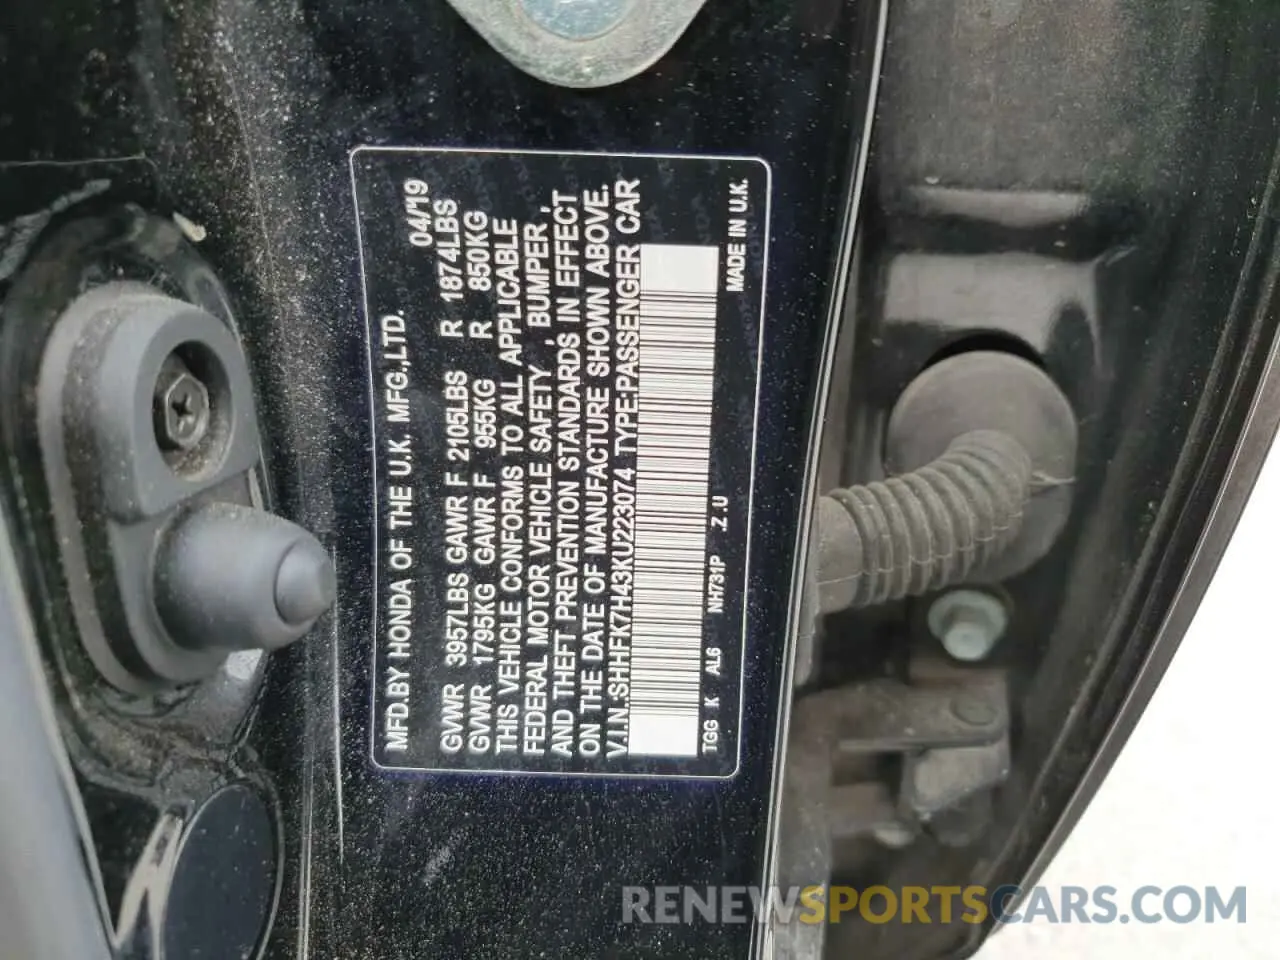 MFD.BY HONDA OF THE U.K. MFG.,LTD. 04/19
GVWR 3957LBS GAWR F 2105LBS R 1874LBS
GVWR 1795KG GAWR F 955KG R 850KG
THIS VEHICLE CONFORMS TO ALL APPLICABLE
FEDERAL MOTOR VEHICLE SAFETY, BUMPER,
AND THEFT PREVENTION STANDARDS IN EFFECT
ON THE DATE OF MANUFACTURE SHOWN ABOVE.
V.I.N.:SHHFK7H43KU223074 TYPE:PASSENGER CAR
TGG K AL6 NH731P Z.U MADE IN U.K.
RENEWSPORTSCARS.COM